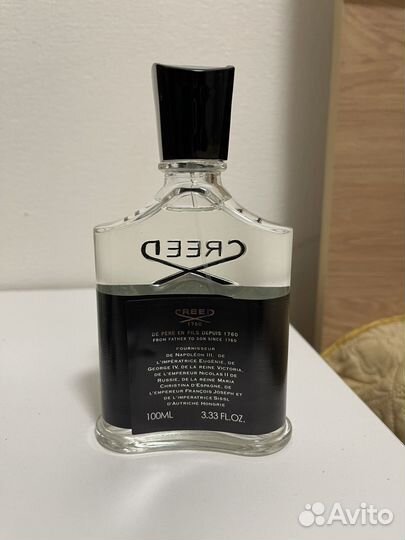 CREED
CREED
1760
DE PÈRE EN FILS DEPUIS 1760
FROM FATHER TO SON SINCE 1760
FOURNISSEUR
DE NAPOLÉON III, DE
L'IMPÉRATRICE EUGÉNIE, DE
GEORGE IV, DE LA REINE VICTORIA,
DE L'EMPEREUR NICOLAS II DE
RUSSIE, DE LA REINE MARIA
CHRISTINA D'ESPAGNE, DE
L'EMPEREUR FRANÇOIS JOSEPH ET
DE L'IMPERATRICE SISSI
D'AUTRICHE HONGRIE
100ML 3.33 FL.OZ.
Avito